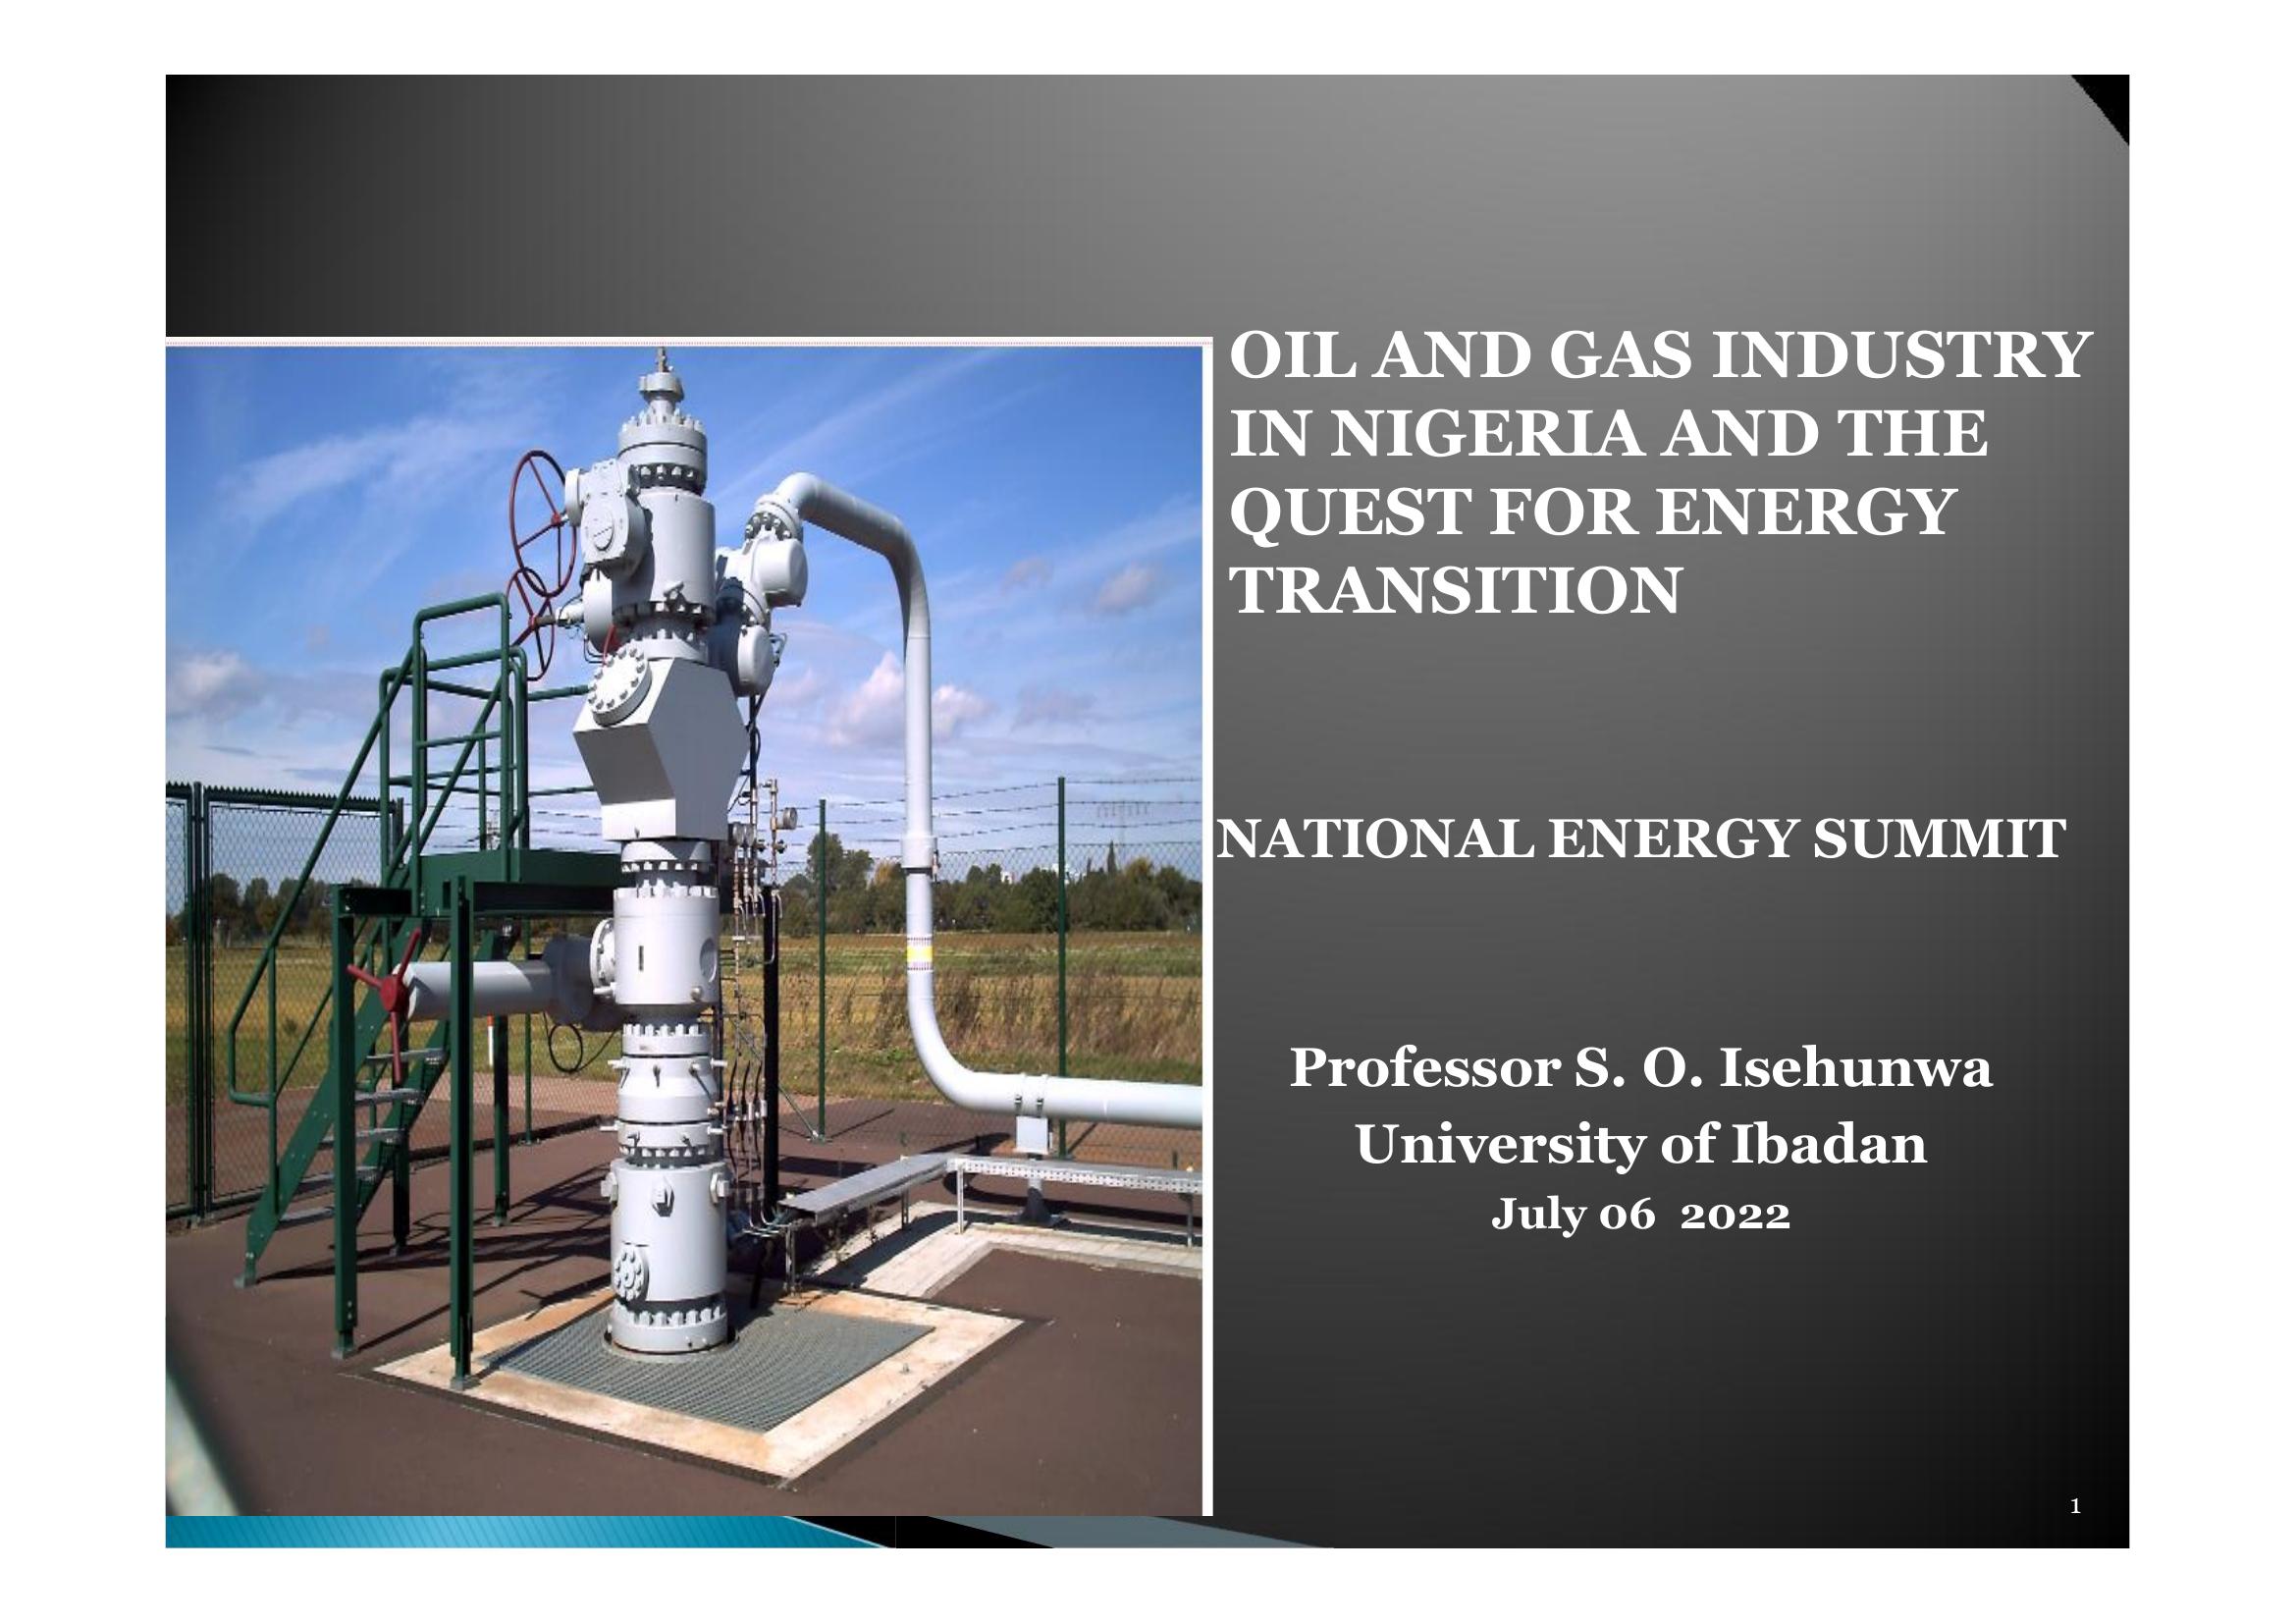 OIL AND GAS INDUSTRY
IN NIGERIA AND THE
QUEST FOR ENERGY
TRANSITION
NATIONAL ENERGY SUMMIT
Professor S. O. Isehunwa
University of Ibadan
July 06 2022
1